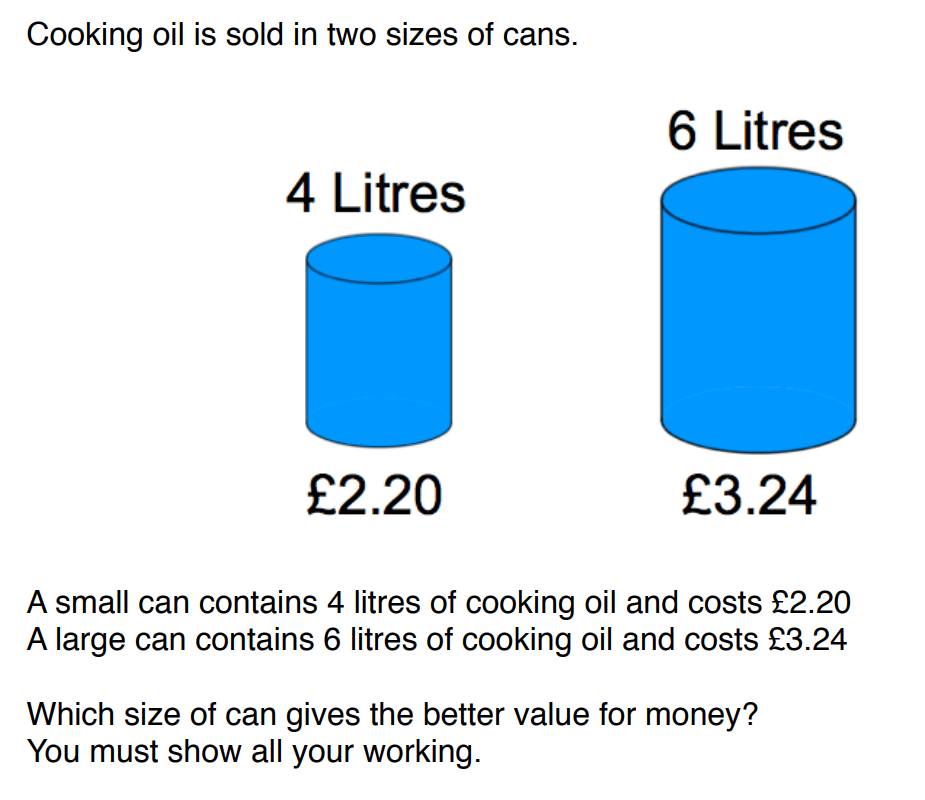 Cooking oil is sold in two sizes of cans.
4 Litres
6 Litres
£2.20
£3.24
A small can contains 4 litres of cooking oil and costs £2.20
A large can contains 6 litres of cooking oil and costs £3.24
Which size of can gives the better value for money?
You must show all your working.